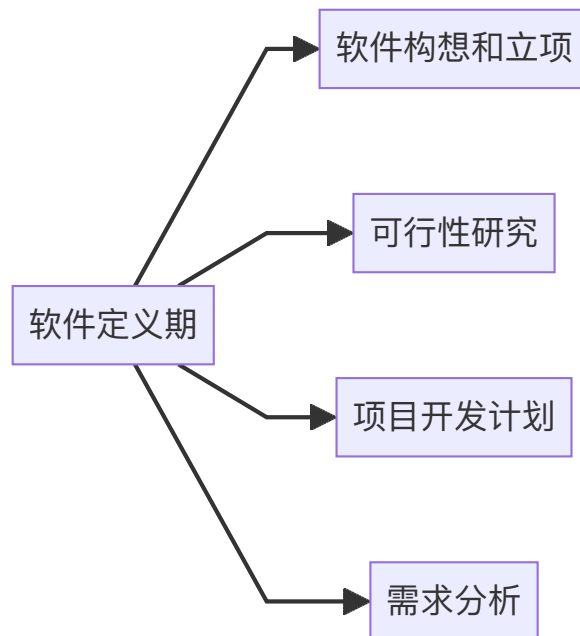 软件构想和立项
可行性研究
软件定义期
项目开发计划
需求分析